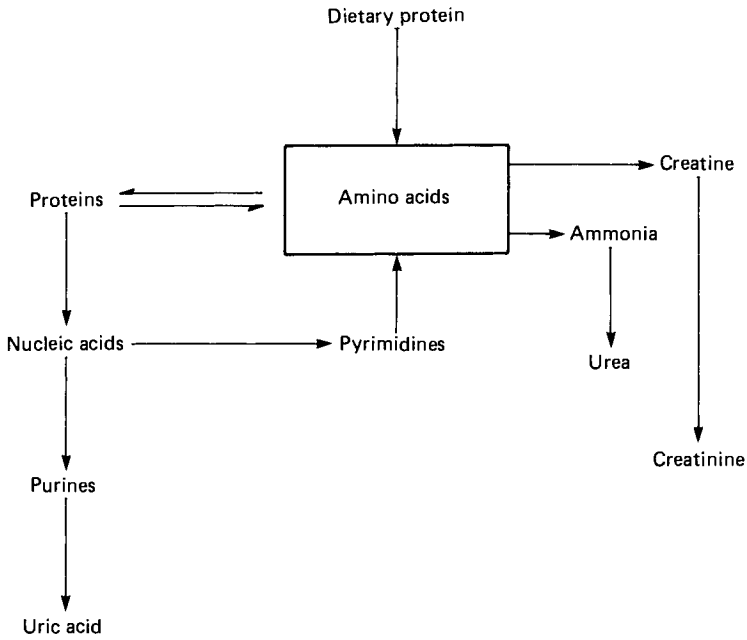 Dietary protein
Creatine
Proteins
Amino acids
Ammonia
Nucleic acids
Pyrimidines
Urea
Creatinine
Purines
Uric acid